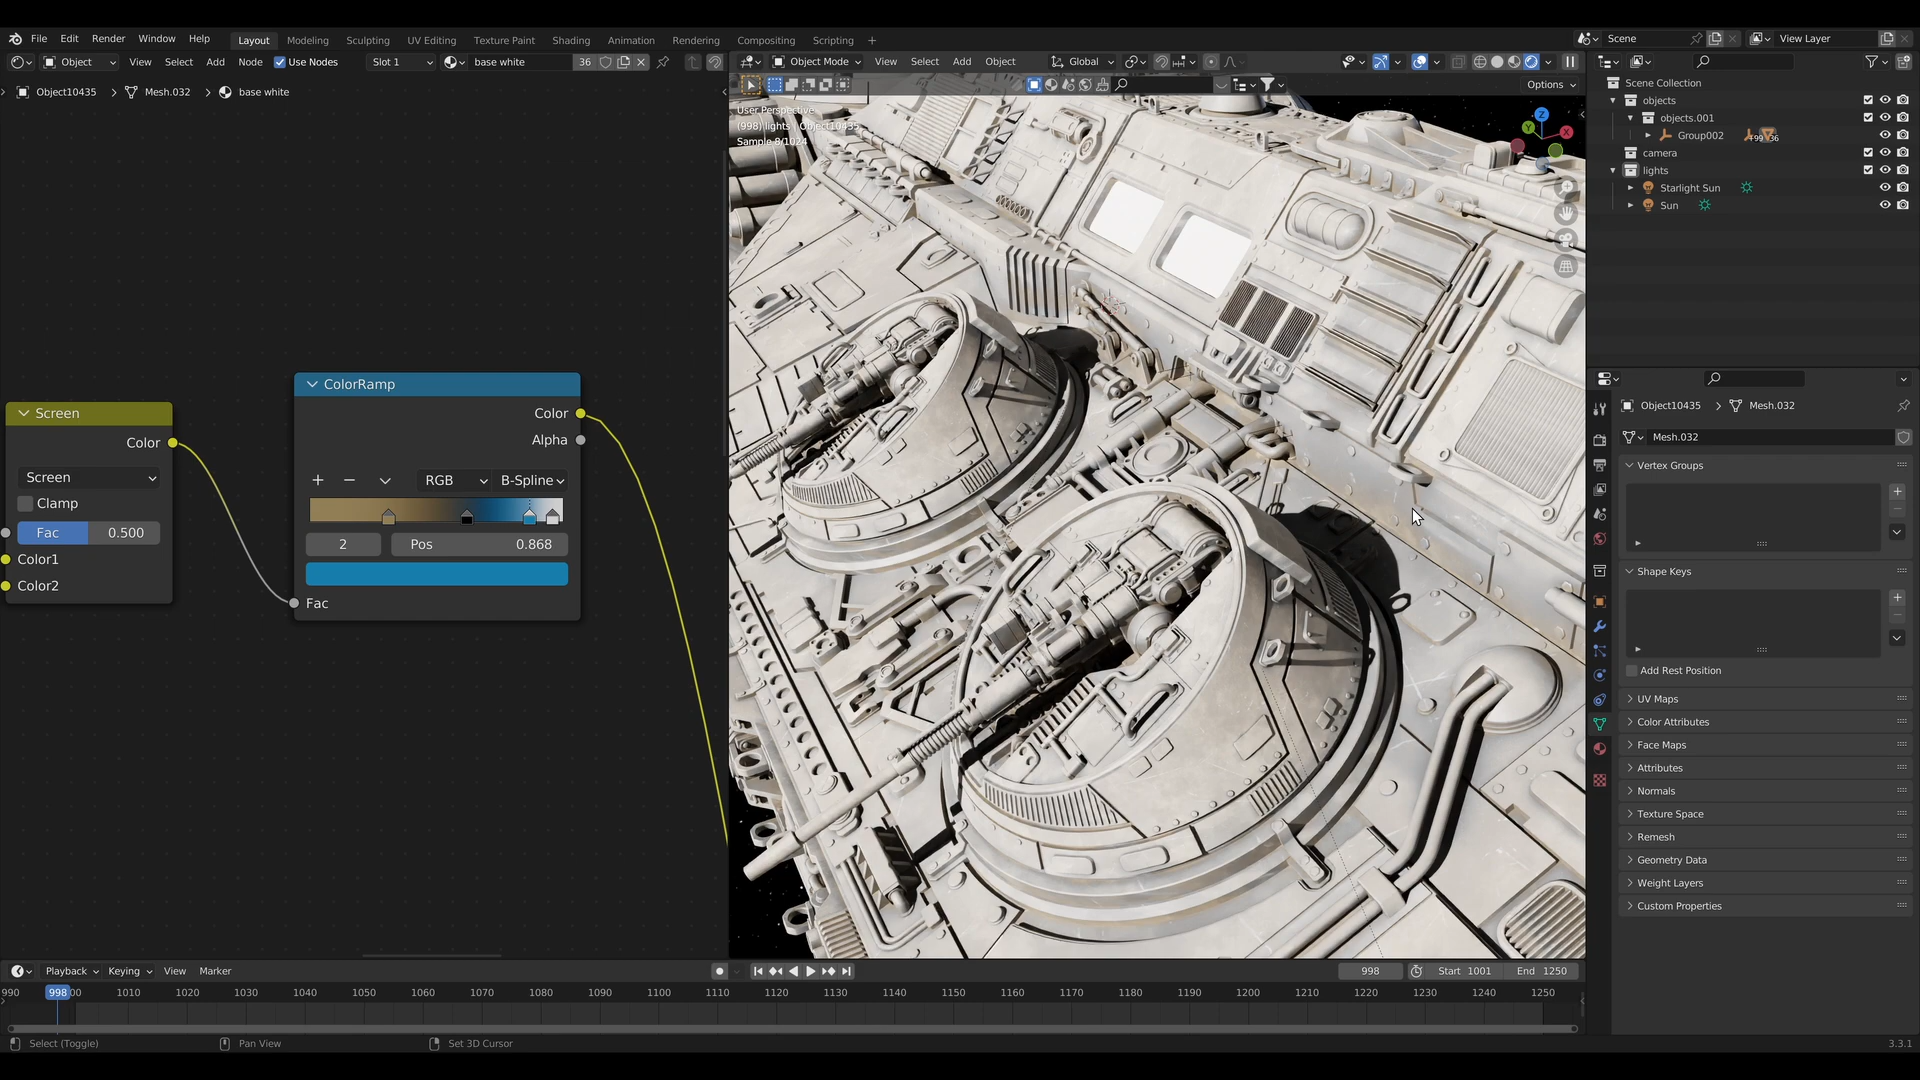 File Edit Render Window Help Layout Modeling Sculpting UV Editing Texture Paint Shading Animation Rendering Compositing Scripting + Scene View Layer
Object View Select Add Node Use Nodes Slot 1 base white 36 Object Mode View Select Add Object Global
Object10435 > Mesh.032 > base white
Options
User Perspective
(998) lights | Object10435
Sample 8/1024
Scene Collection
objects
objects.001
Group002 199 36
camera
lights
Starlight Sun
Sun
Screen
Color
Screen
Clamp
Fac 0.500
Color1
Color2
ColorRamp
Color
Alpha
RGB B-Spline
2 Pos 0.868
Fac
Object10435 > Mesh.032
Mesh.032
Vertex Groups
Shape Keys
Add Rest Position
UV Maps
Color Attributes
Face Maps
Attributes
Normals
Texture Space
Remesh
Geometry Data
Weight Layers
Custom Properties
Playback Keying View Marker 998 Start 1001 End 1250
990 998 1010 1020 1030 1040 1050 1060 1070 1080 1090 1100 1110 1120 1130 1140 1150 1160 1170 1180 1190 1200 1210 1220 1230 1240 1250
Select (Toggle) Pan View Set 3D Cursor 3.3.1